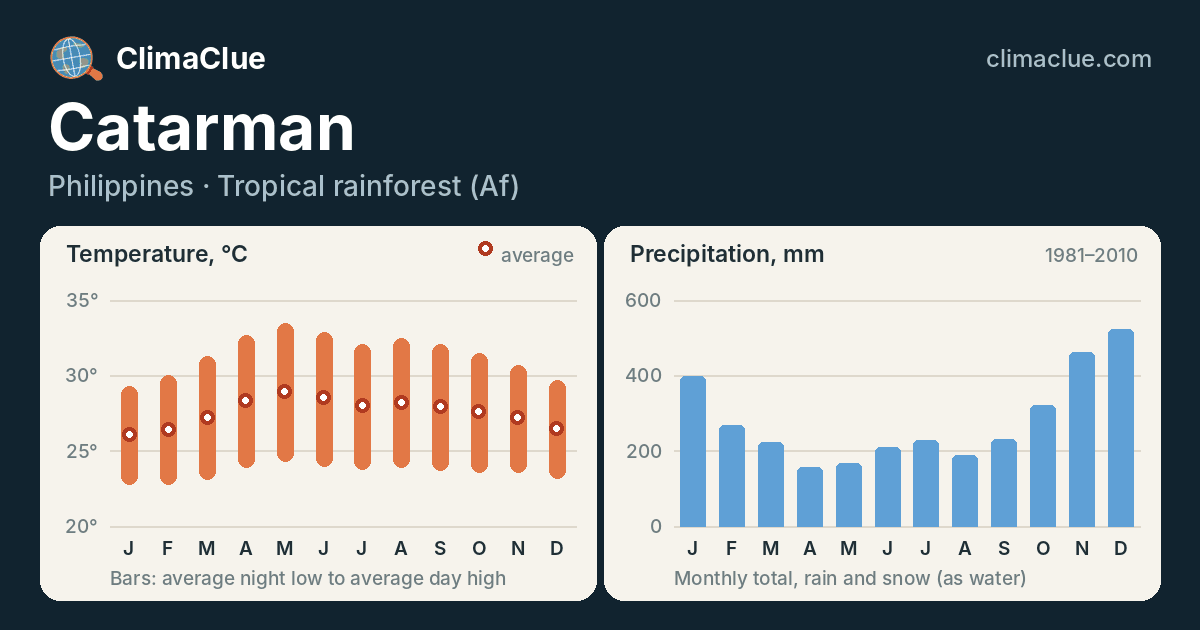 ClimaClue
climaclue.com
Catarman
Philippines · Tropical rainforest (Af)
Temperature, °C
average
35°
30°
25°
20°
J F M A M J J A S O N D
Bars: average night low to average day high
Precipitation, mm
1981–2010
600
400
200
0
J F M A M J J A S O N D
Monthly total, rain and snow (as water)